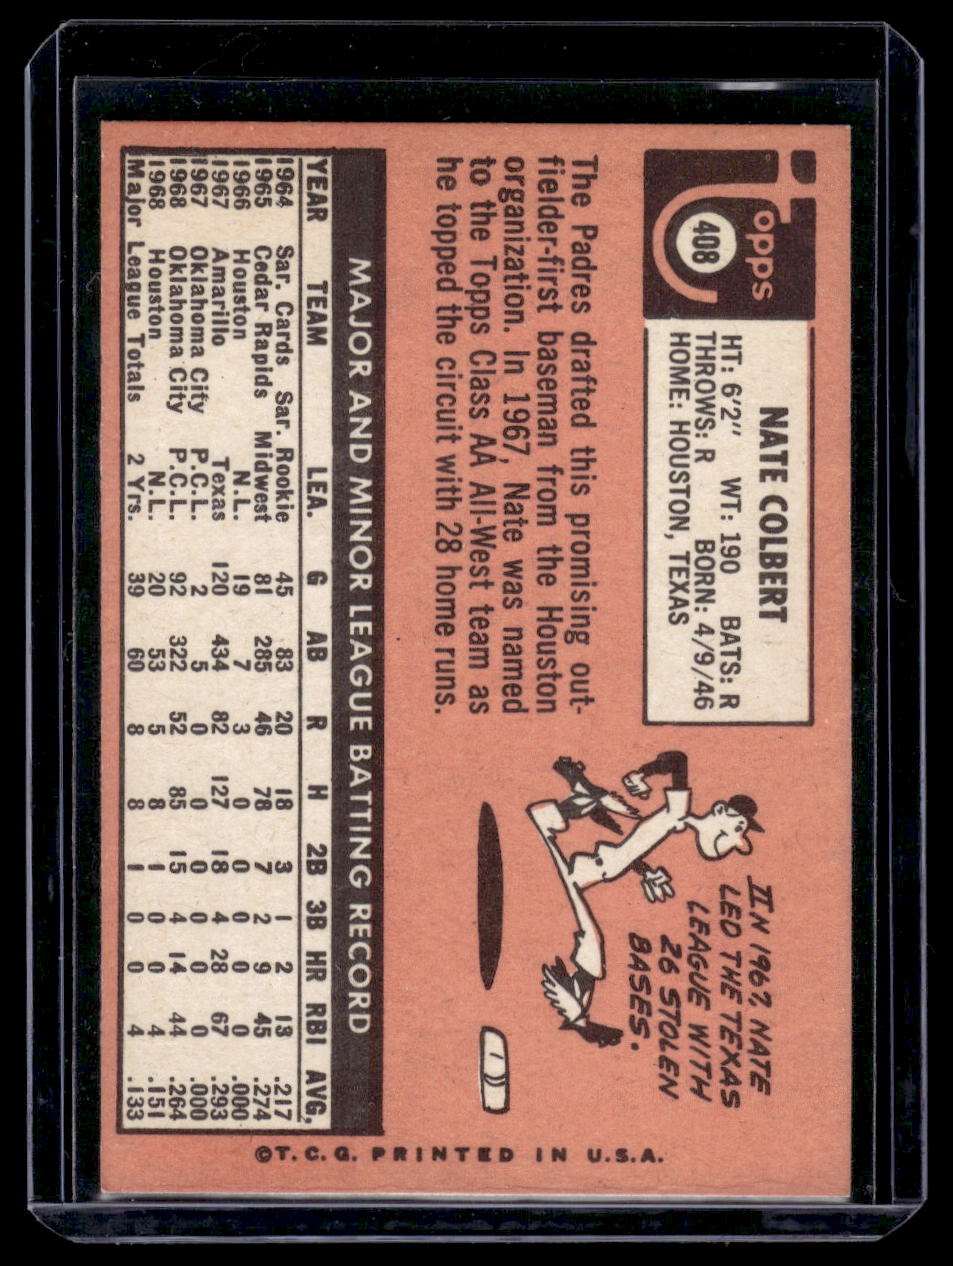 Topps
408
NATE COLBERT
HT: 6'2" WT: 190 BATS: R
THROWS: R BORN: 4/9/46
HOME: HOUSTON, TEXAS
The Padres drafted this promising out-
fielder-first baseman from the Houston
organization. In 1967, Nate was named
to the Topps Class AA All-West team as
he topped the circuit with 28 home runs.
IN 1967, NATE
LED THE TEXAS
LEAGUE WITH
26 STOLEN
BASES.
MAJOR AND MINOR LEAGUE BATTING RECORD
YEAR TEAM LEA. G AB R H 2B 3B HR RBI AVG.
1964 Sar. Cards Sar. Rookie 45 83 20 18 3 1 2 13 .217
1965 Cedar Rapids Midwest 81 285 46 78 7 2 9 45 .274
1966 Houston N.L. 19 7 3 0 0 0 0 0 .000
1967 Amarillo Texas 120 434 82 127 18 4 28 67 .293
1967 Oklahoma City P.C.L. 2 5 0 0 0 0 0 0 .000
1968 Oklahoma City P.C.L. 92 322 52 85 15 4 14 44 .264
1968 Houston N.L. 20 53 5 8 1 0 0 4 .151
Major League Totals 2 Yrs. 39 60 8 8 1 0 0 4 .133
©T.C.G. PRINTED IN U.S.A.